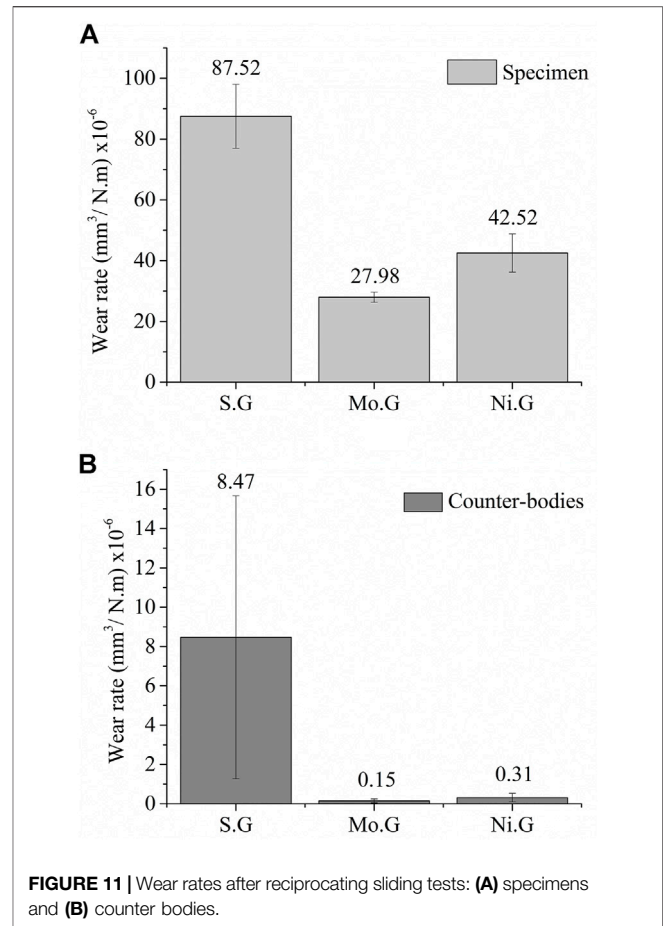 A
Wear rate (mm³/ N.m) x10⁻⁶
100
80
60
40
20
0
87.52
27.98
42.52
Specimen
S.G Mo.G Ni.G
B
Wear rate (mm³/ N.m) x10⁻⁶
16
14
12
10
8
6
4
2
0
8.47
0.15
0.31
Counter-bodies
S.G Mo.G Ni.G
FIGURE 11 | Wear rates after reciprocating sliding tests: (A) specimens
and (B) counter bodies.